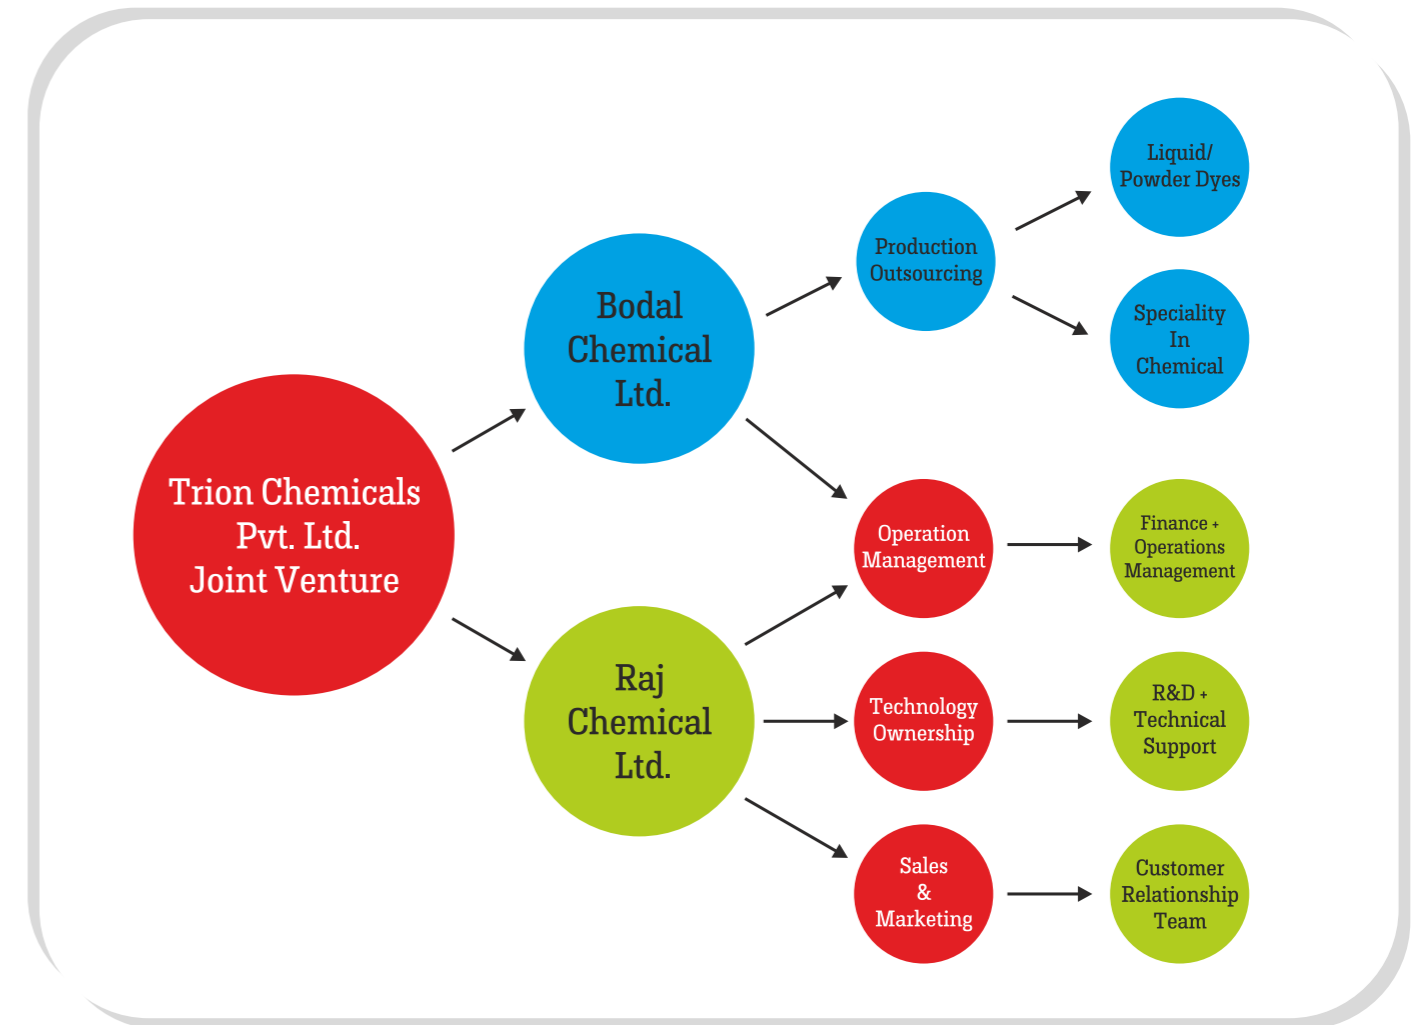 Trion Chemicals
Pvt. Ltd.
Joint Venture
Bodal
Chemical
Ltd.
Raj
Chemical
Ltd.
Production
Outsourcing
Operation
Management
Technology
Ownership
Sales
&
Marketing
Liquid/
Powder Dyes
Speciality
In
Chemical
Finance +
Operations
Management
R&D +
Technical
Support
Customer
Relationship
Team